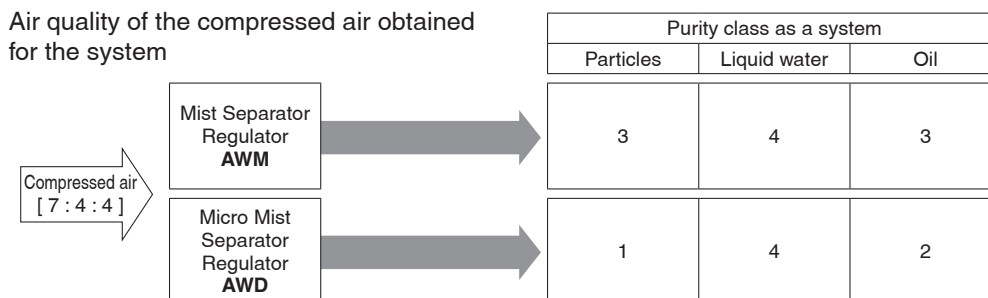 Air quality of the compressed air obtained
for the system
Purity class as a system
Particles Liquid water Oil
Compressed air
[ 7 : 4 : 4 ]
Mist Separator
Regulator
AWM
3 4 3
Micro Mist
Separator
Regulator
AWD
1 4 2